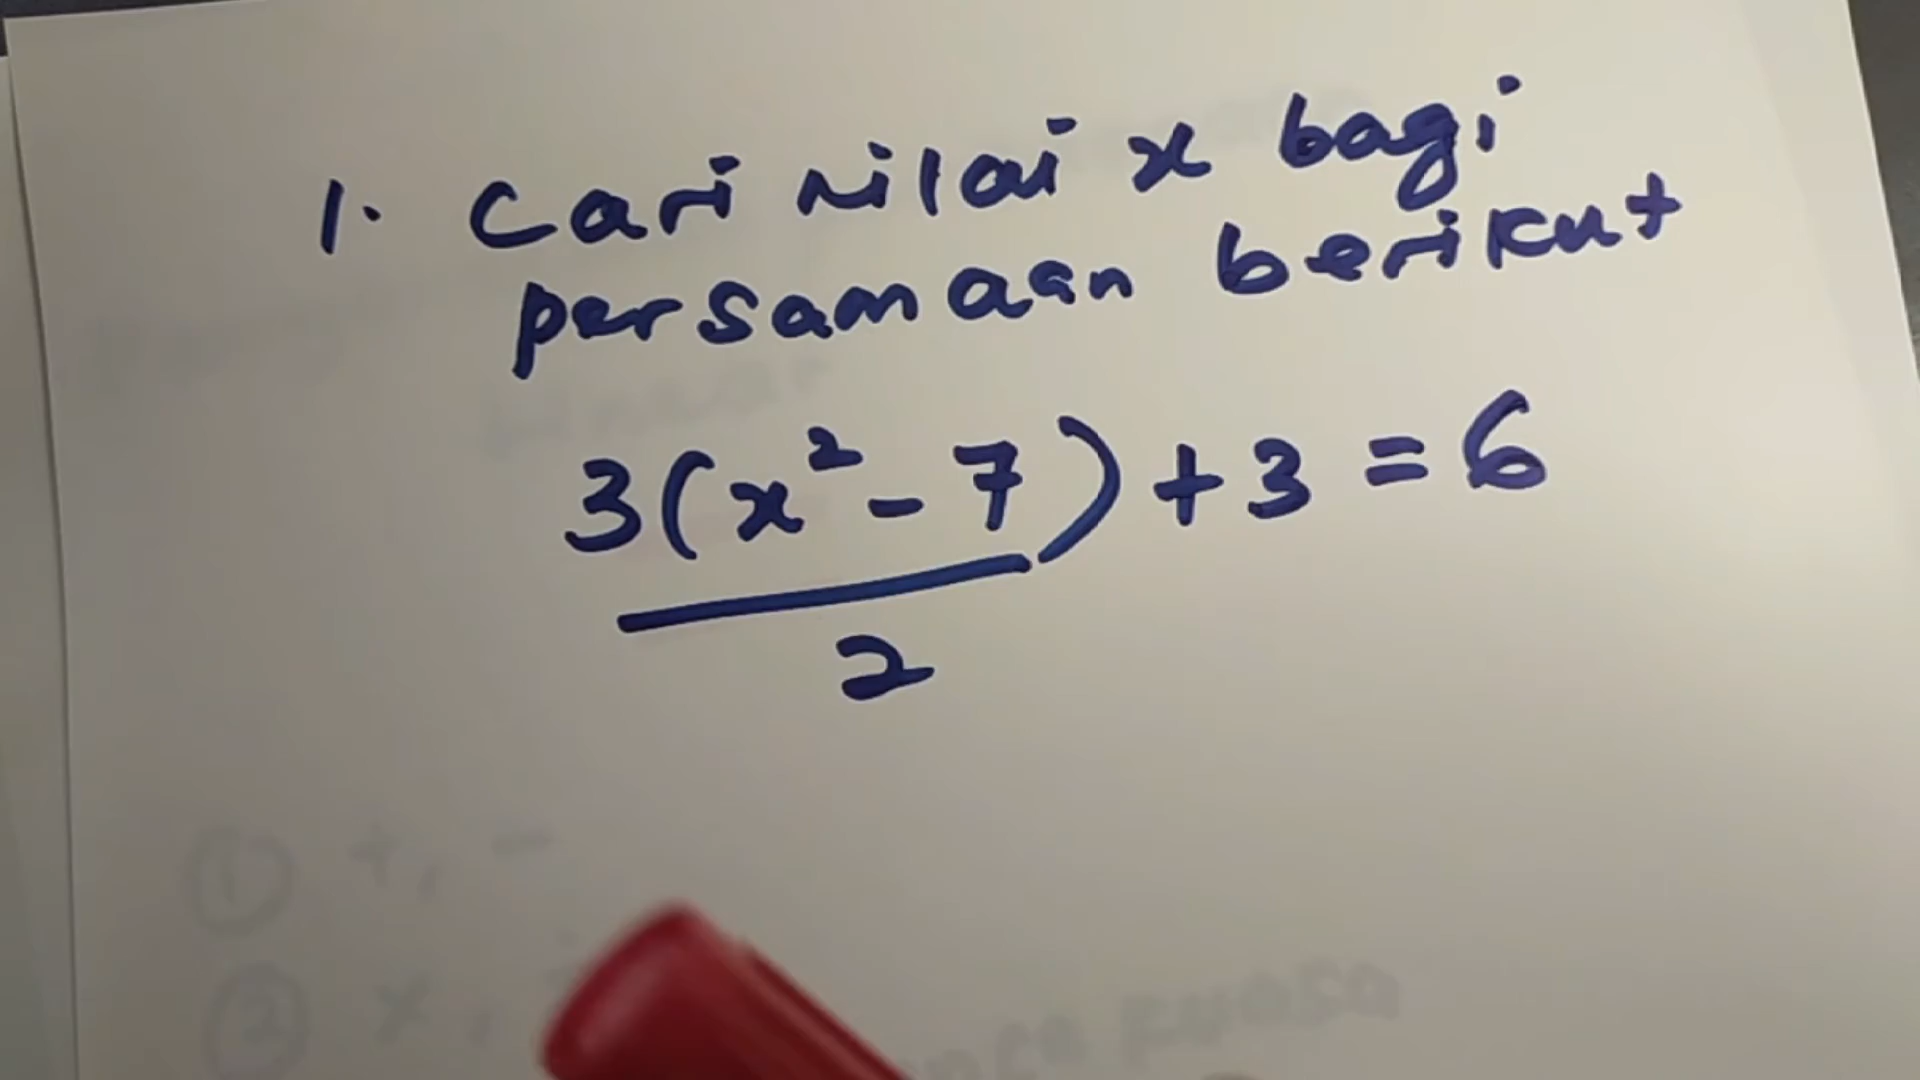 1. Cari nilai x bagi
persamaan berikut
3(x² - 7) + 3 = 6
2